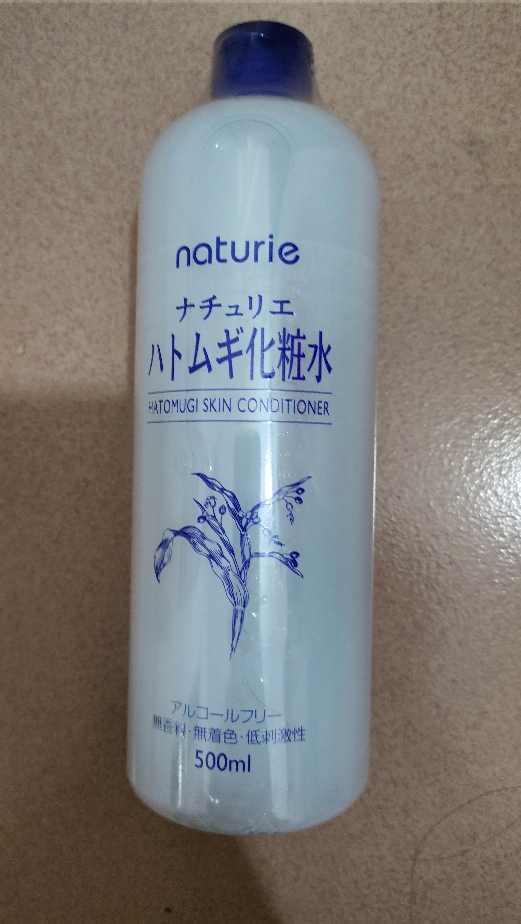 naturie
ナチュリエ
ハトムギ化粧水
HATOMUGI SKIN CONDITIONER
アルコールフリー
無香料・無着色・低刺激性
500ml